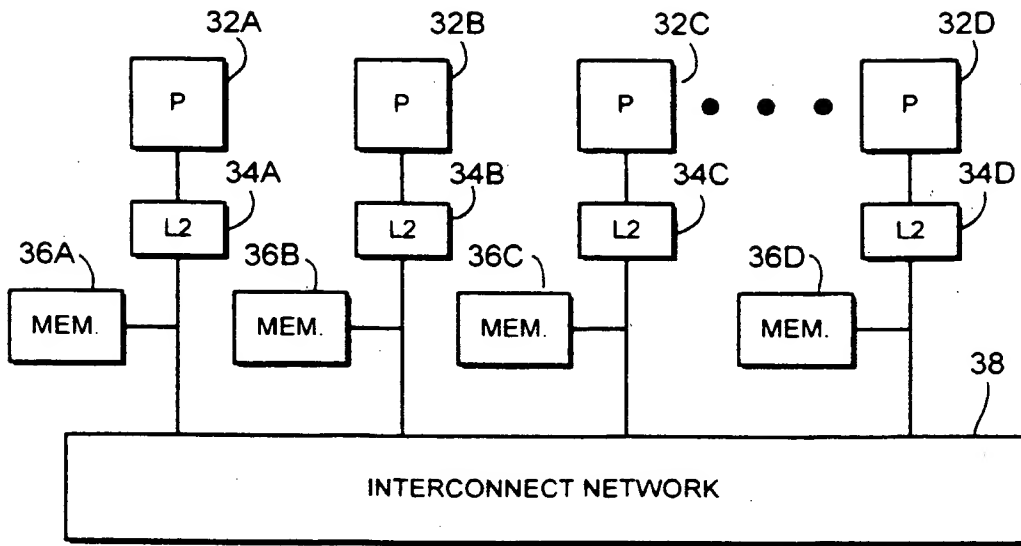 32A 32B 32C 32D
P P P P
34A 34B 34C 34D
L2 L2 L2 L2
36A 36B 36C 36D
MEM. MEM. MEM. MEM.
38
INTERCONNECT NETWORK